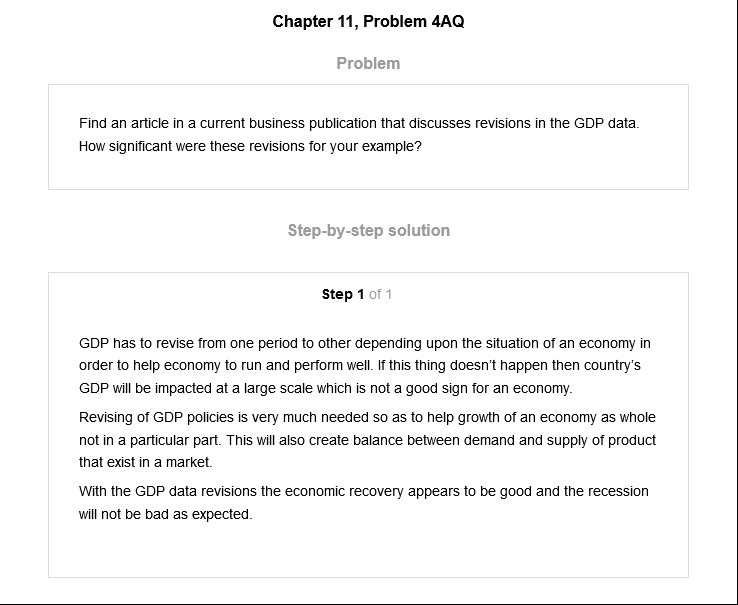 Chapter 11, Problem 4AQ
Problem
Find an article in a current business publication that discusses revisions in the GDP data.
How significant were these revisions for your example?
Step-by-step solution
Step 1 of 1
GDP has to revise from one period to other depending upon the situation of an economy in
order to help economy to run and perform well. If this thing doesn't happen then country's
GDP will be impacted at a large scale which is not a good sign for an economy.
Revising of GDP policies is very much needed so as to help growth of an economy as whole
not in a particular part. This will also create balance between demand and supply of product
that exist in a market.
With the GDP data revisions the economic recovery appears to be good and the recession
will not be bad as expected.